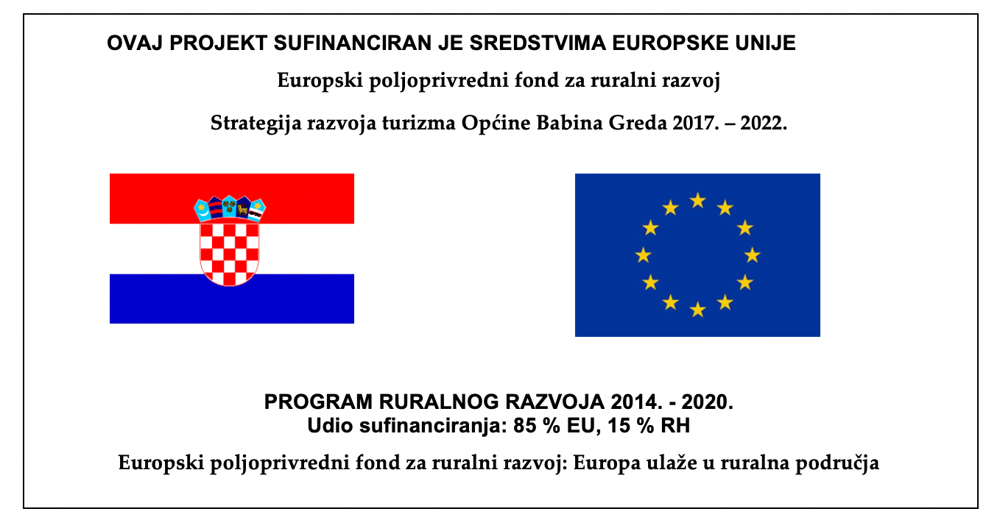 OVAJ PROJEKT SUFINANCIRAN JE SREDSTVIMA EUROPSKE UNIJE
Europski poljoprivredni fond za ruralni razvoj
Strategija razvoja turizma Općine Babina Greda 2017. – 2022.
PROGRAM RURALNOG RAZVOJA 2014. - 2020.
Udio sufinanciranja: 85 % EU, 15 % RH
Europski poljoprivredni fond za ruralni razvoj: Europa ulaže u ruralna područja